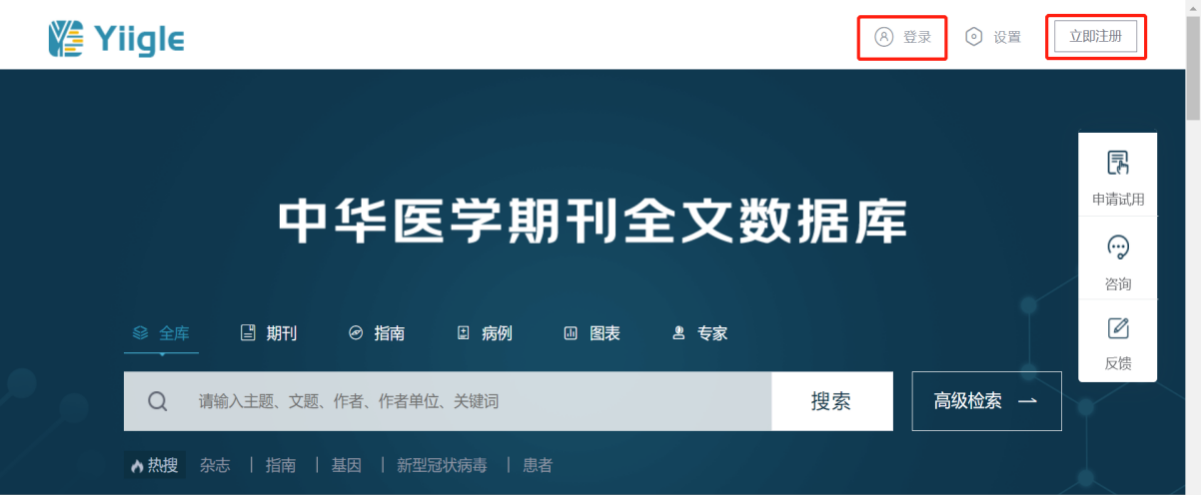 Yiigle
登录 设置 立即注册
申请试用
中华医学期刊全文数据库
咨询
全库 期刊 指南 病例 图表 专家
反馈
请输入主题、文题、作者、作者单位、关键词 搜索 高级检索
热搜 杂志 | 指南 | 基因 | 新型冠状病毒 | 患者